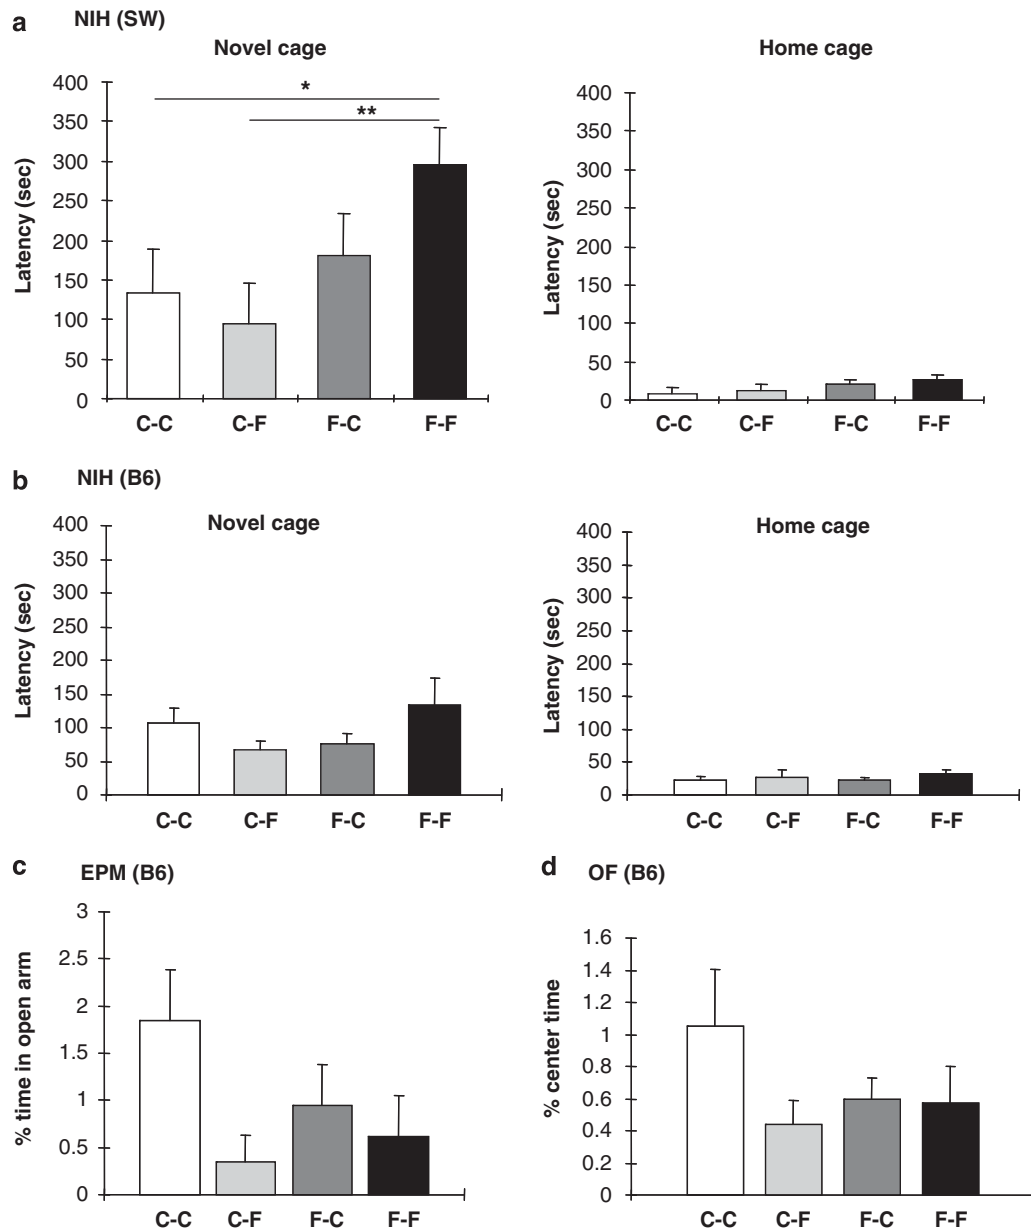 a NIH (SW)
Novel cage
Home cage
Latency (sec)
400
350
300
250
200
150
100
50
0
*
**
C-C C-F F-C F-F
Latency (sec)
400
350
300
250
200
150
100
50
0
C-C C-F F-C F-F
b NIH (B6)
Novel cage
Home cage
Latency (sec)
400
350
300
250
200
150
100
50
0
C-C C-F F-C F-F
Latency (sec)
400
350
300
250
200
150
100
50
0
C-C C-F F-C F-F
c EPM (B6)
% time in open arm
3
2.5
2
1.5
1
0.5
0
C-C C-F F-C F-F
d OF (B6)
% center time
1.6
1.4
1.2
1
0.8
0.6
0.4
0.2
0
C-C C-F F-C F-F